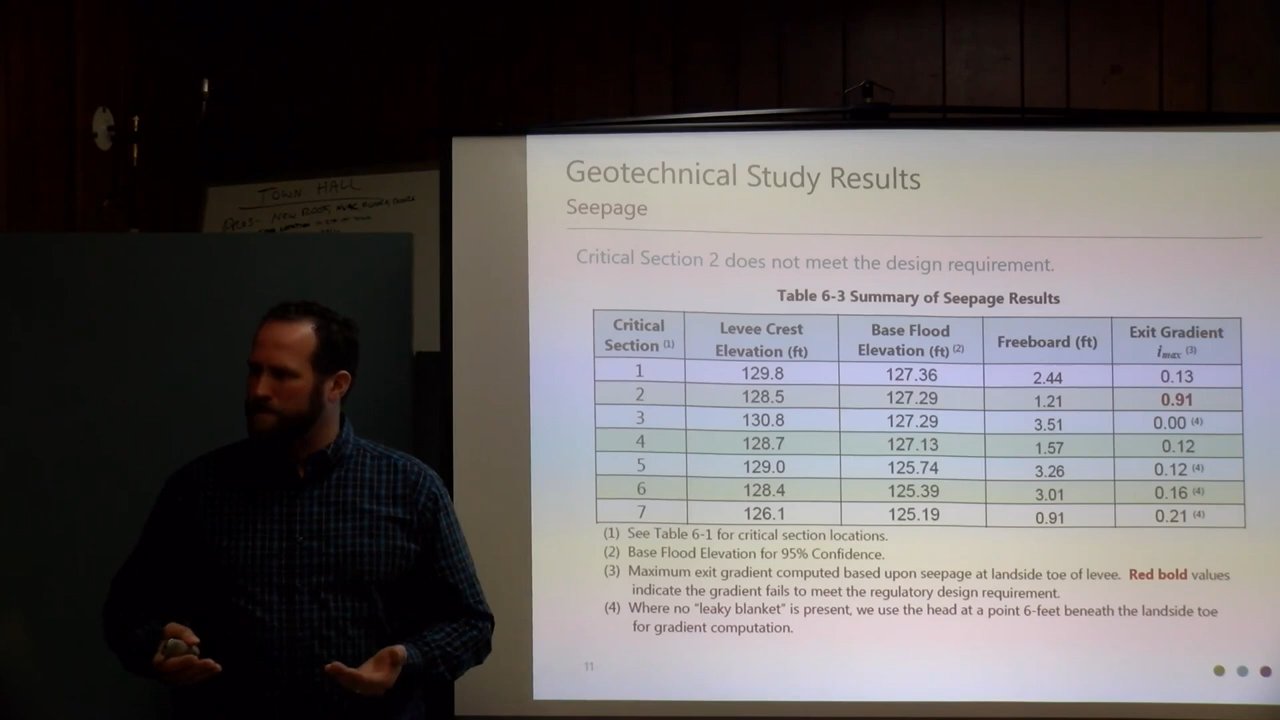 TOWN HALL
NEW ROOF, HVAC
Geotechnical Study Results
Seepage
Critical Section 2 does not meet the design requirement.
Table 6-3 Summary of Seepage Results
Critical Section (1) Levee Crest Elevation (ft) Base Flood Elevation (ft) (2) Freeboard (ft) Exit Gradient imax (3)
1 129.8 127.36 2.44 0.13
2 128.5 127.29 1.21 0.91
3 130.8 127.29 3.51 0.00 (4)
4 128.7 127.13 1.57 0.12
5 129.0 125.74 3.26 0.12 (4)
6 128.4 125.39 3.01 0.16 (4)
7 126.1 125.19 0.91 0.21 (4)
(1) See Table 6-1 for critical section locations.
(2) Base Flood Elevation for 95% Confidence.
(3) Maximum exit gradient computed based upon seepage at landside toe of levee. Red bold values
indicate the gradient fails to meet the regulatory design requirement.
(4) Where no "leaky blanket" is present, we use the head at a point 6-feet beneath the landside toe
for gradient computation.
11